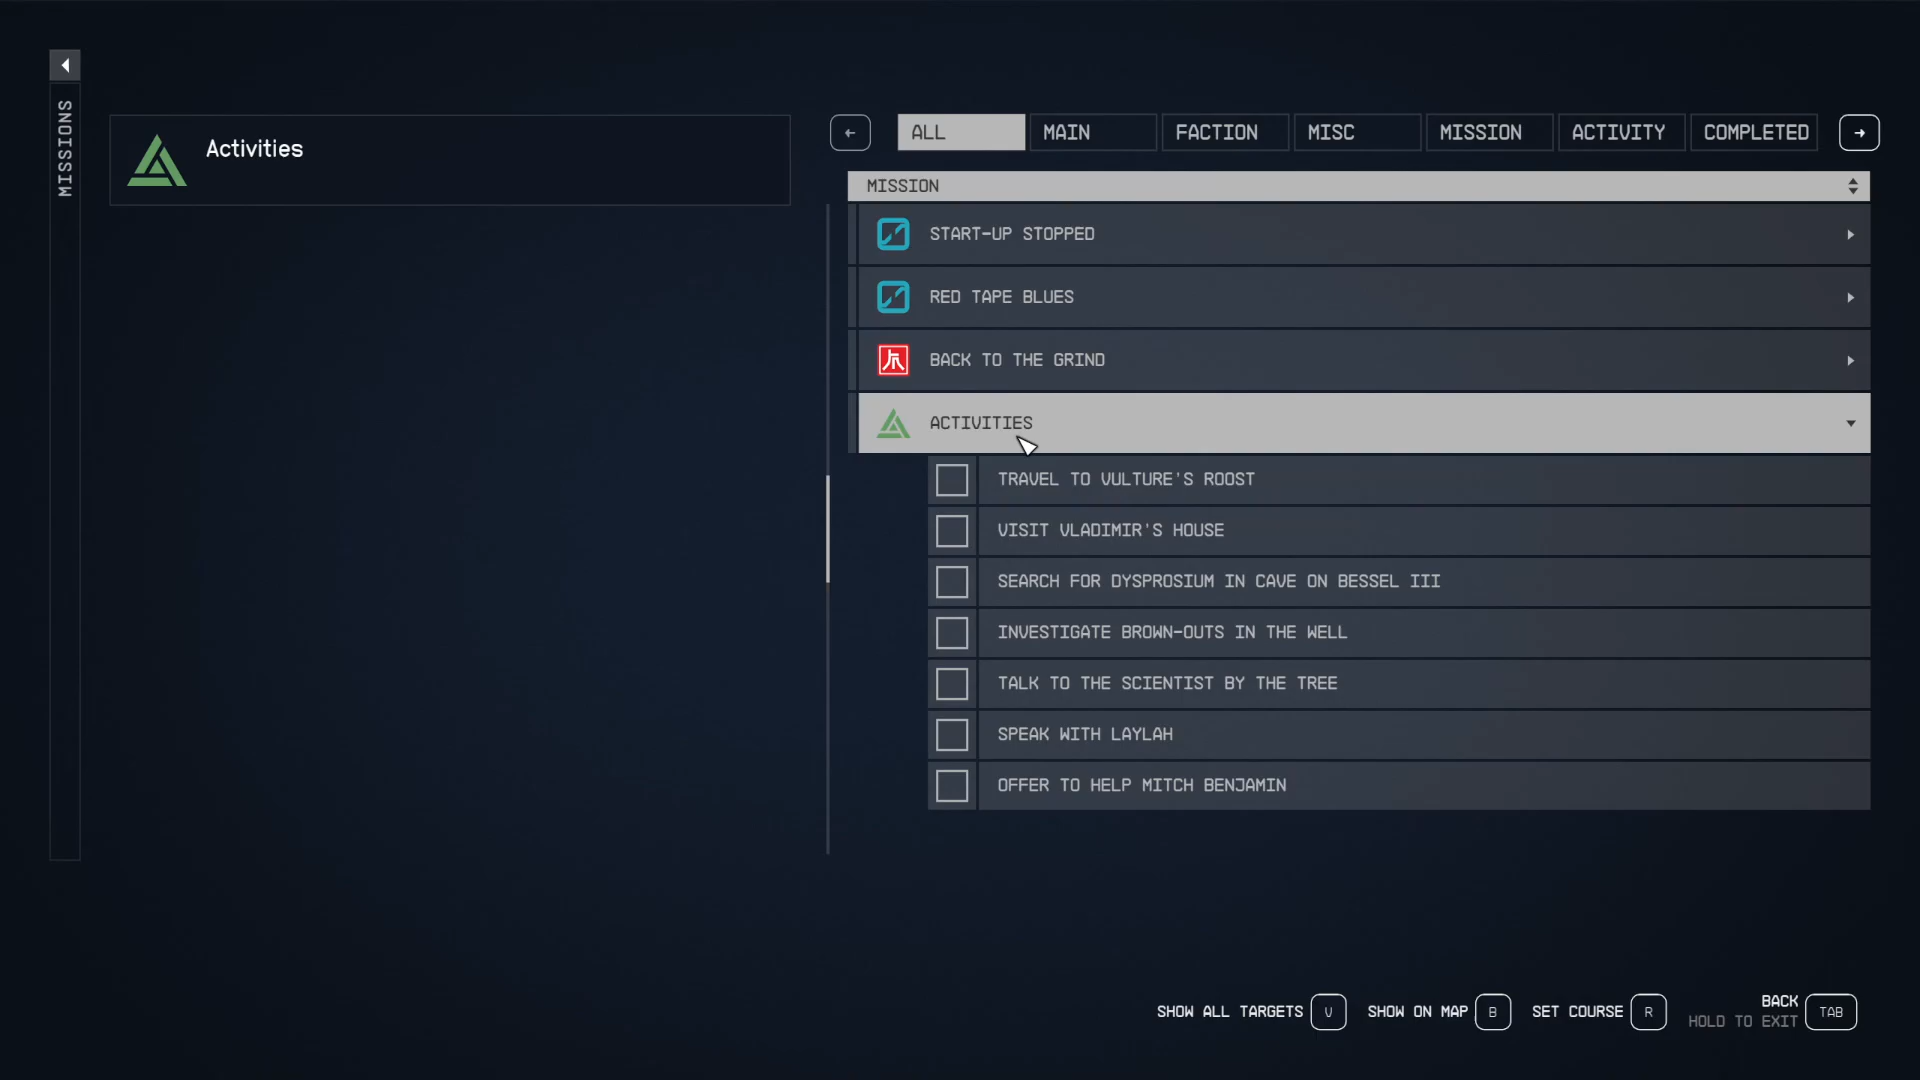 MISSIONS
Activities
←
ALL
MAIN
FACTION
MISC
MISSION
ACTIVITY
COMPLETED
→
MISSION
START-UP STOPPED
RED TAPE BLUES
BACK TO THE GRIND
ACTIVITIES
TRAVEL TO VULTURE'S ROOST
VISIT VLADIMIR'S HOUSE
SEARCH FOR DYSPROSIUM IN CAVE ON BESSEL III
INVESTIGATE BROWN-OUTS IN THE WELL
TALK TO THE SCIENTIST BY THE TREE
SPEAK WITH LAYLAH
OFFER TO HELP MITCH BENJAMIN
SHOW ALL TARGETS V
SHOW ON MAP B
SET COURSE R
BACK
HOLD TO EXIT
TAB